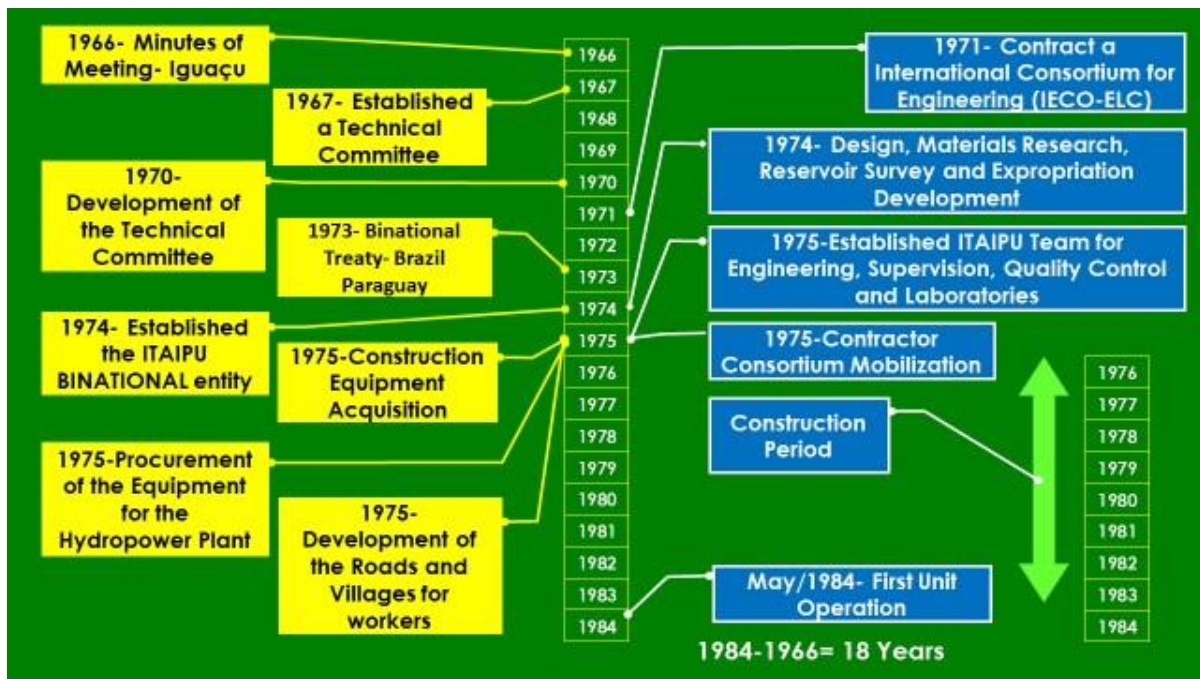 1966- Minutes of
Meeting- Iguaçu
1967- Established
a Technical
Committee
1970-
Development of
the Technical
Committee
1973- Binational
Treaty- Brazil
Paraguay
1974- Established
the ITAIPU
BINATIONAL entity
1975-Construction
Equipment
Acquisition
1975-Procurement
of the Equipment
for the
Hydropower Plant
1975-
Development of
the Roads and
Villages for
workers
1966
1967
1968
1969
1970
1971
1972
1973
1974
1975
1976
1977
1978
1979
1980
1981
1982
1983
1984
1971- Contract a
International Consortium for
Engineering (IECO-ELC)
1974- Design, Materials Research,
Reservoir Survey and Expropriation
Development
1975-Established ITAIPU Team for
Engineering, Supervision, Quality Control
and Laboratories
1975-Contractor
Consortium Mobilization
Construction
Period
May/1984- First Unit
Operation
1984-1966= 18 Years
1976
1977
1978
1979
1980
1981
1982
1983
1984